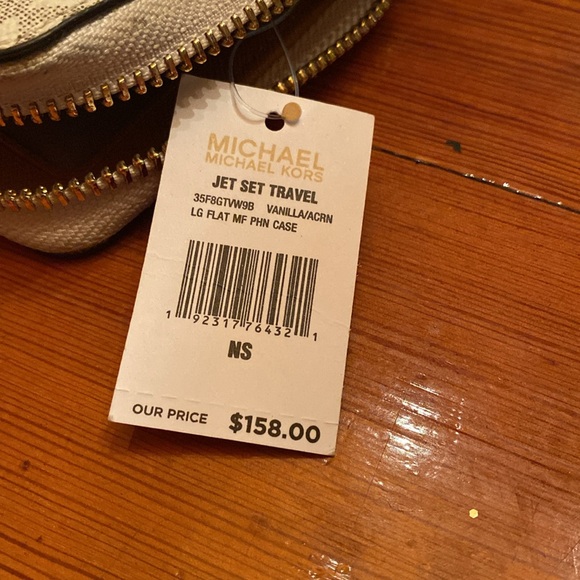 MICHAEL
MICHAEL KORS
JET SET TRAVEL
35F8GTVW9B VANILLA/ACRN
LG FLAT MF PHN CASE
1 92317 76432 1
NS
OUR PRICE $158.00